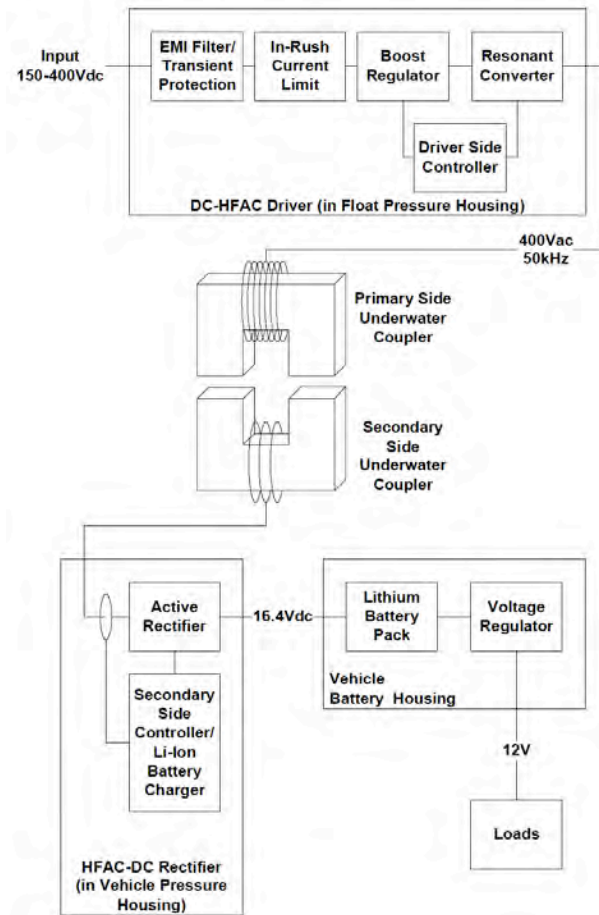 Input
150-400Vdc
EMI Filter/
Transient
Protection
In-Rush
Current
Limit
Boost
Regulator
Resonant
Converter
Driver Side
Controller
DC-HFAC Driver (in Float Pressure Housing)
400Vac
50kHz
Primary Side
Underwater
Coupler
Secondary
Side
Underwater
Coupler
Active
Rectifier
16.4Vdc
Lithium
Battery
Pack
Voltage
Regulator
Vehicle
Battery Housing
Secondary
Side
Controller/
Li-Ion
Battery
Charger
12V
Loads
HFAC-DC Rectifier
(in Vehicle Pressure
Housing)